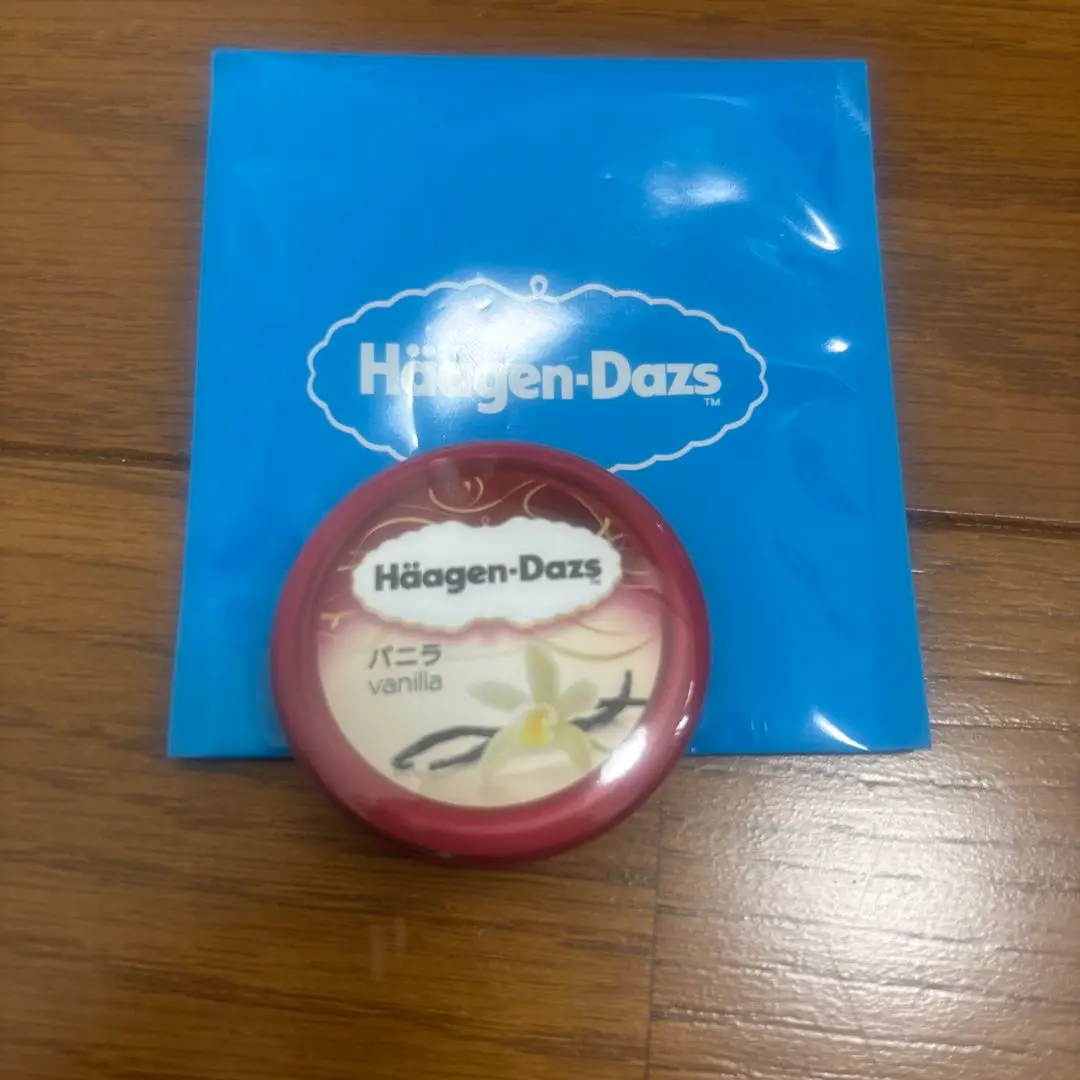 Häagen-Dazs
TM
Häagen-Dazs
バニラ
vanilla